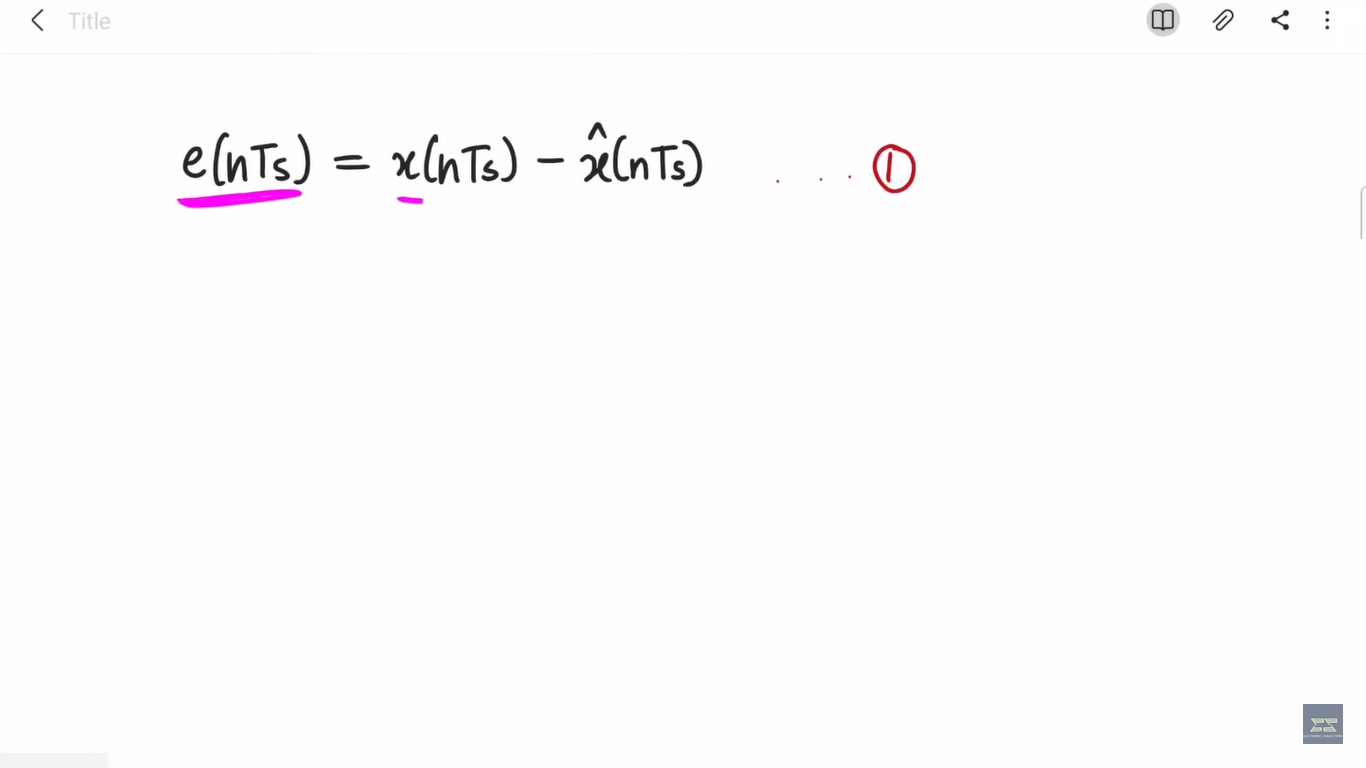 Title
e(nTs) = x(nTs) − x̂(nTs) . . . ①